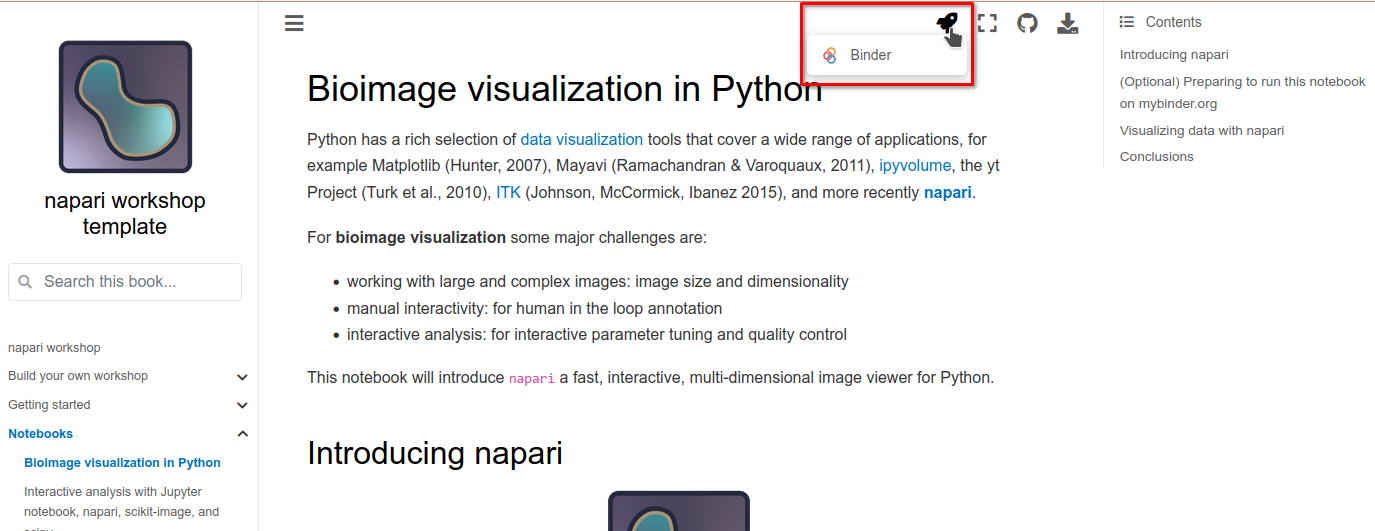 napari workshop
template
Search this book...
napari workshop
Build your own workshop
Getting started
Notebooks
Bioimage visualization in Python
Interactive analysis with Jupyter
notebook, napari, scikit-image, and
Binder
Bioimage visualization in Python
Python has a rich selection of data visualization tools that cover a wide range of applications, for
example Matplotlib (Hunter, 2007), Mayavi (Ramachandran & Varoquaux, 2011), ipyvolume, the yt
Project (Turk et al., 2010), ITK (Johnson, McCormick, Ibanez 2015), and more recently napari.
For bioimage visualization some major challenges are:
• working with large and complex images: image size and dimensionality
• manual interactivity: for human in the loop annotation
• interactive analysis: for interactive parameter tuning and quality control
This notebook will introduce napari a fast, interactive, multi-dimensional image viewer for Python.
Introducing napari
Contents
Introducing napari
(Optional) Preparing to run this notebook
on mybinder.org
Visualizing data with napari
Conclusions